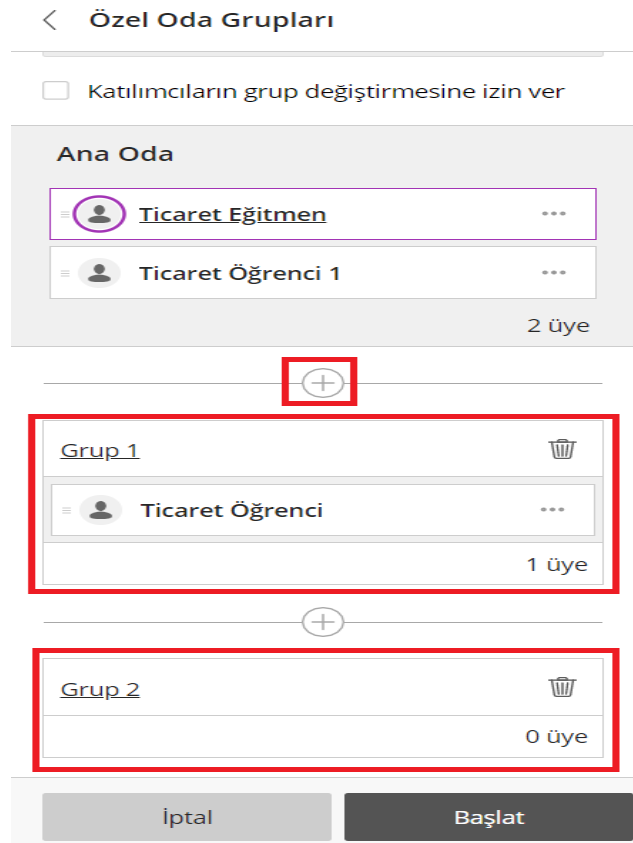 Özel Oda Grupları
Katılımcıların grup değiştirmesine izin ver
Ana Oda
Ticaret Eğitmen
Ticaret Öğrenci 1
2 üye
Grup 1
Ticaret Öğrenci
1 üye
Grup 2
0 üye
İptal Başlat